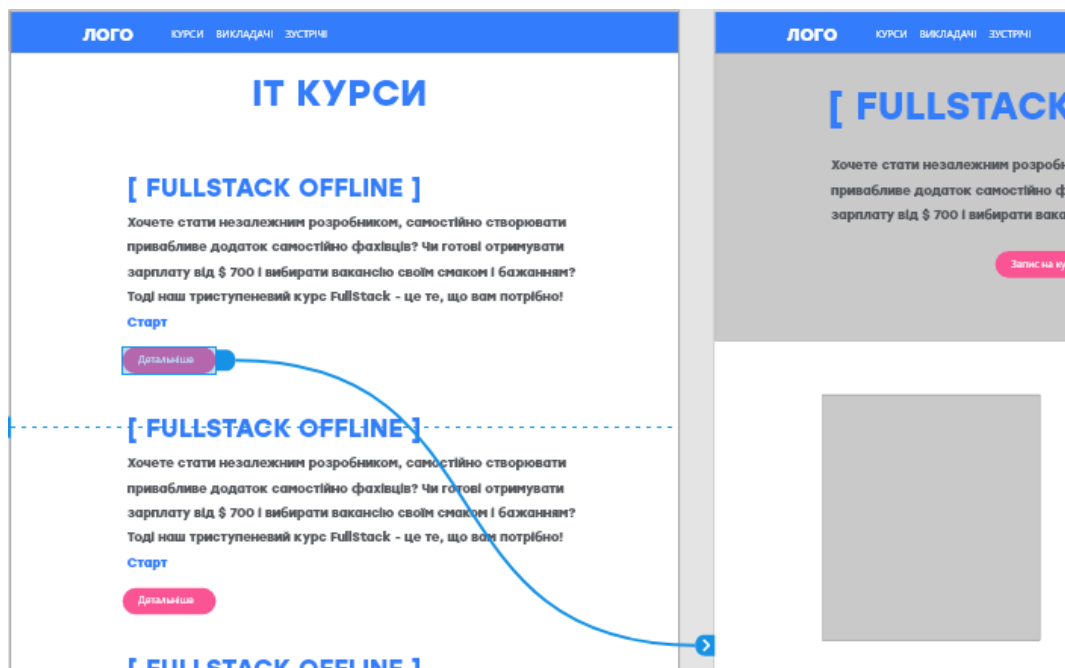 ЛОГО КУРСИ ВИКЛАДАЧІ ЗУСТРІЧІ
ІТ КУРСИ
[ FULLSTACK OFFLINE ]
Хочете стати незалежним розробником, самостійно створювати
привабливе додаток самостійно фахівців? Чи готові отримувати
зарплату від $ 700 і вибирати вакансію своїм смаком і бажанням?
Тоді наш триступеневий курс FullStack - це те, що вам потрібно!
Старт
Детальніше
[ FULLSTACK OFFLINE ]
Хочете стати незалежним розробником, самостійно створювати
привабливе додаток самостійно фахівців? Чи готові отримувати
зарплату від $ 700 і вибирати вакансію своїм смаком і бажанням?
Тоді наш триступеневий курс FullStack - це те, що вам потрібно!
Старт
Детальніше
[ FULLSTACK OFFLINE ]
ЛОГО КУРСИ ВИКЛАДАЧІ ЗУСТРІЧІ
[ FULLSTACK
Хочете стати незалежним
привабливе додаток самостійно
зарплату від $ 700 і вибирати
Запис на